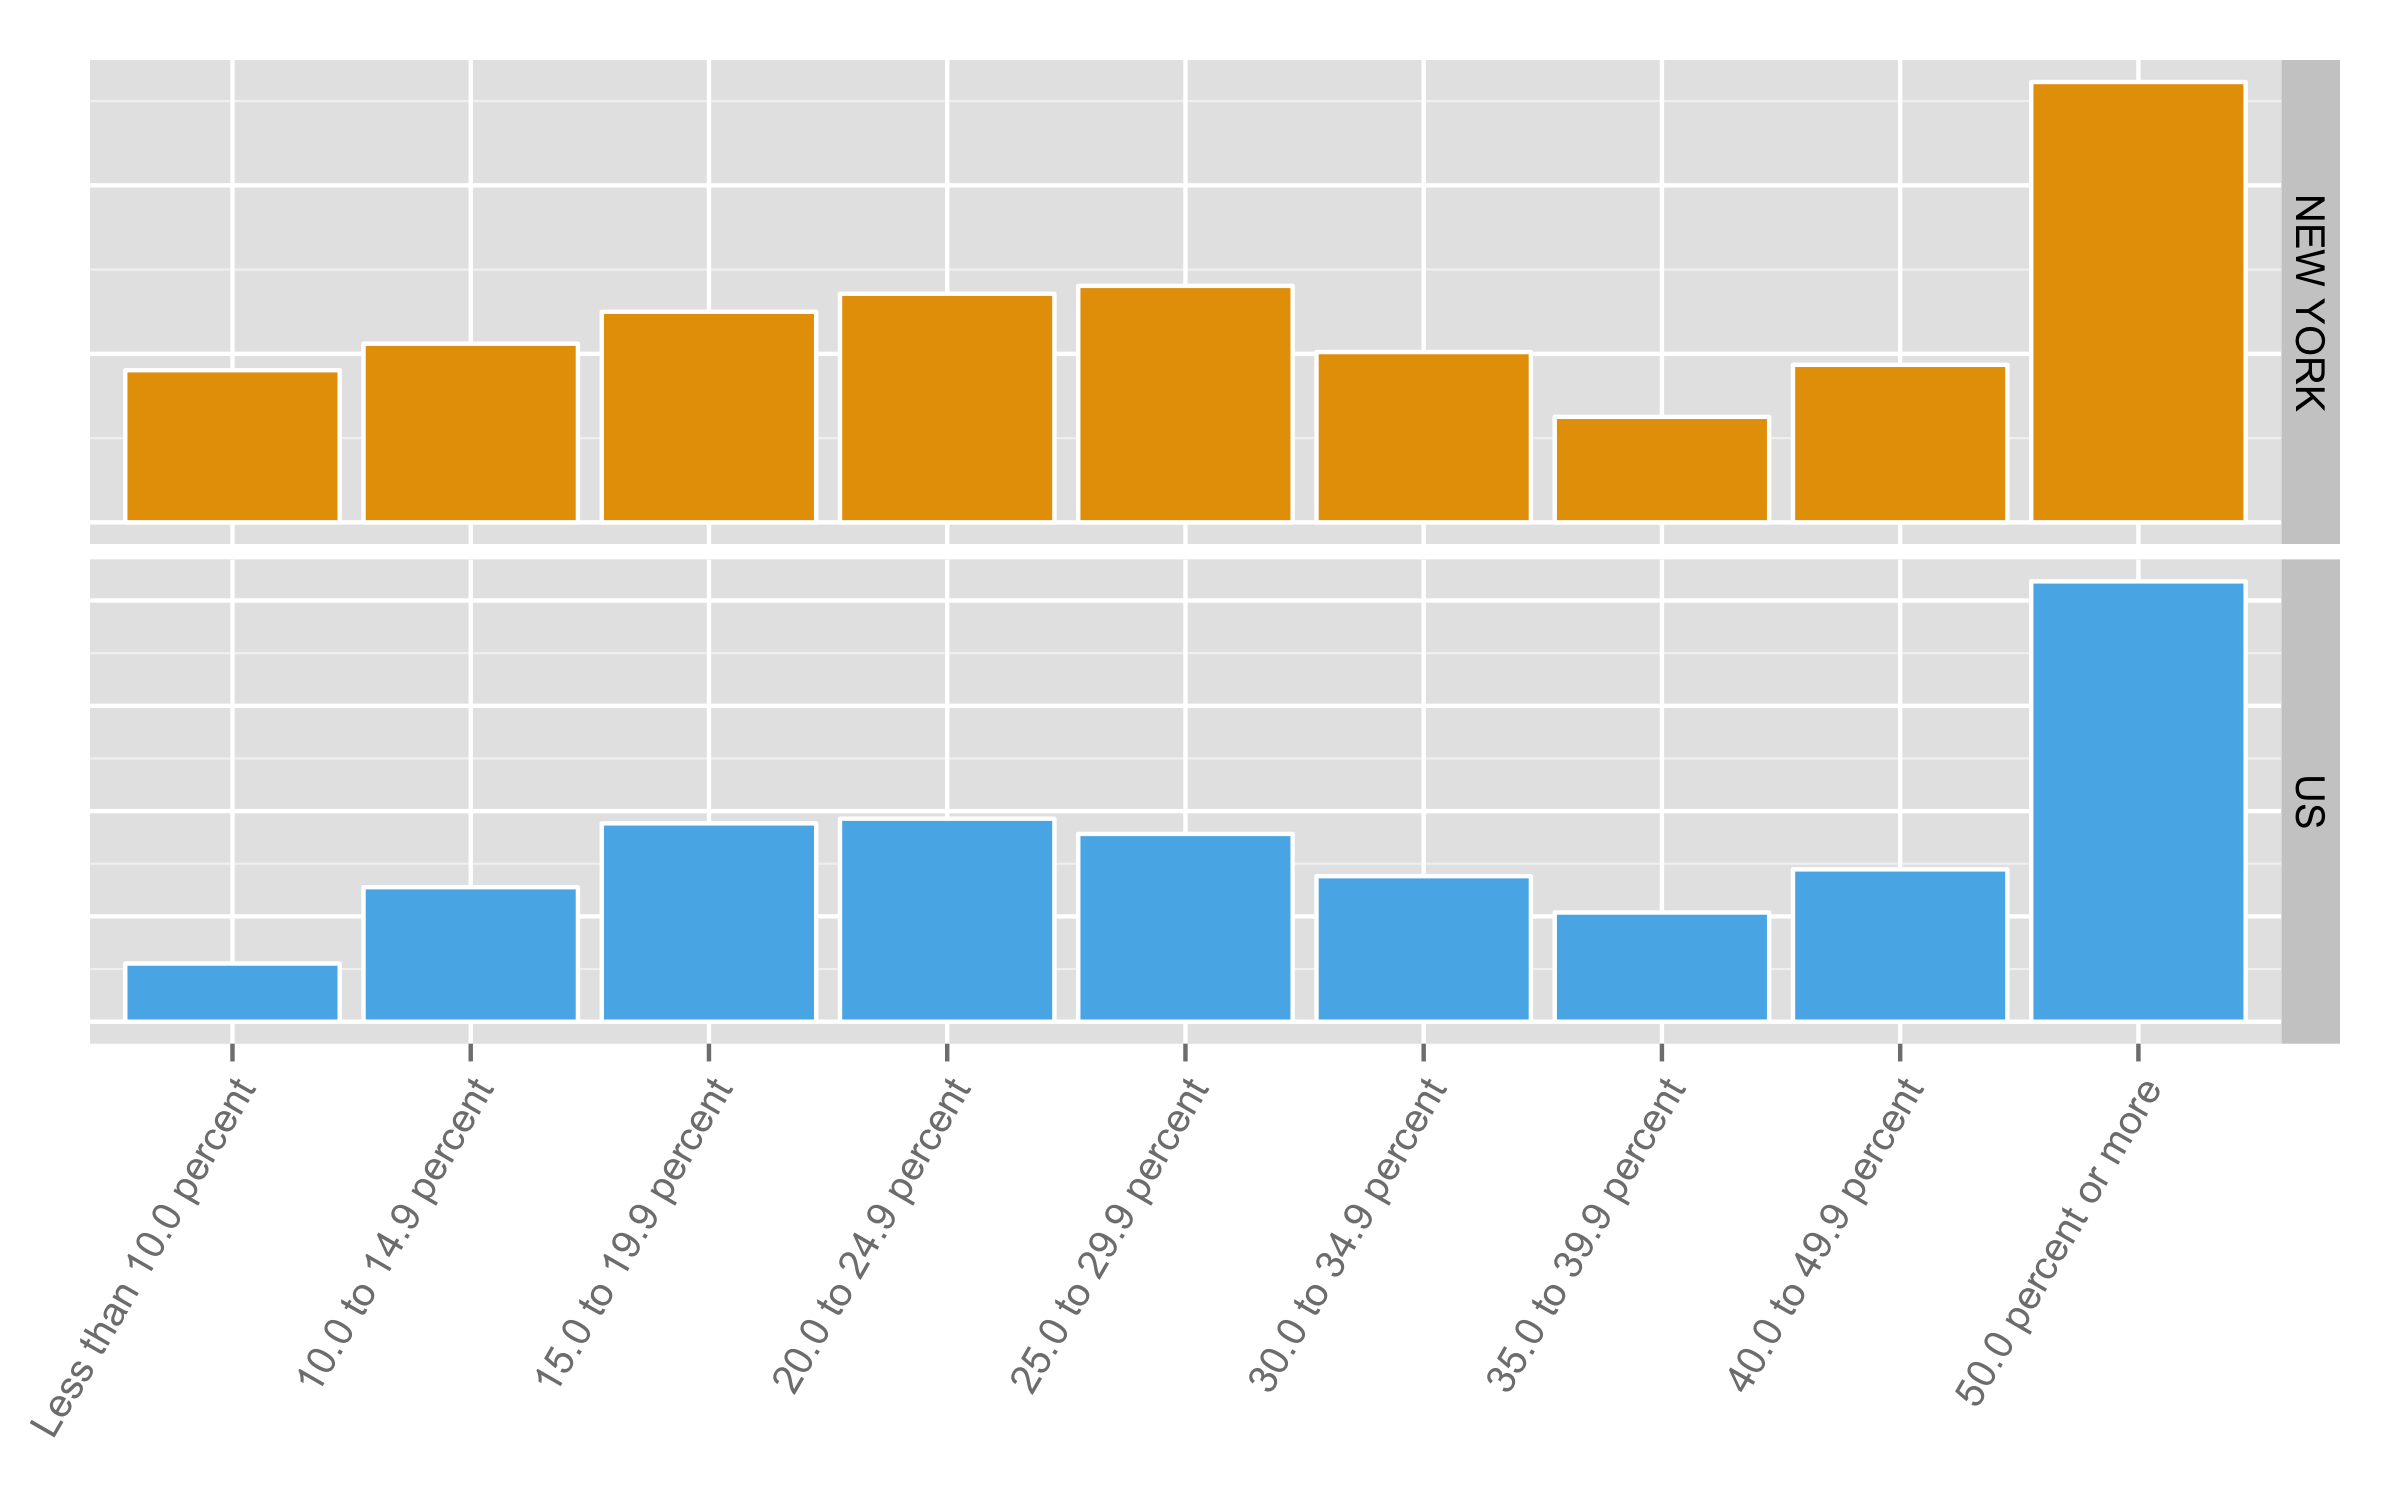 NEW YORK
US
Less than 10.0 percent
10.0 to 14.9 percent
15.0 to 19.9 percent
20.0 to 24.9 percent
25.0 to 29.9 percent
30.0 to 34.9 percent
35.0 to 39.9 percent
40.0 to 49.9 percent
50.0 percent or more